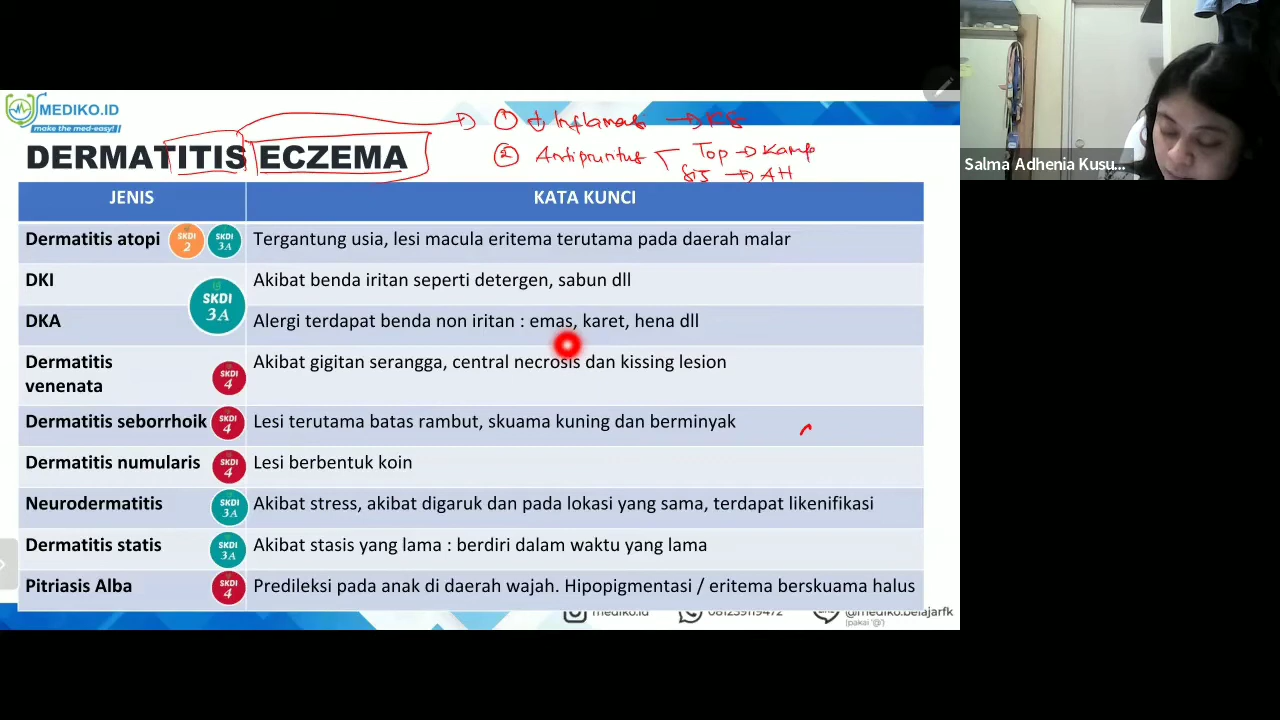 MEDIKO.ID
make the med-easy!
① ↓ Inflamasi → KS
DERMATITIS ECZEMA
② Antipruritus < Top → Kamp
Sis → AH
Salma Adhenia Kusu...
JENIS KATA KUNCI
Dermatitis atopi SKDI 2 SKDI 3A Tergantung usia, lesi macula eritema terutama pada daerah malar
DKI Akibat benda iritan seperti detergen, sabun dll
SKDI 3A
DKA Alergi terdapat benda non iritan : emas, karet, hena dll
Dermatitis venenata SKDI 4 Akibat gigitan serangga, central necrosis dan kissing lesion
Dermatitis seborrhoik SKDI 4 Lesi terutama batas rambut, skuama kuning dan berminyak
Dermatitis numularis SKDI 4 Lesi berbentuk koin
Neurodermatitis SKDI 3A Akibat stress, akibat digaruk dan pada lokasi yang sama, terdapat likenifikasi
Dermatitis statis SKDI 3A Akibat stasis yang lama : berdiri dalam waktu yang lama
Pitriasis Alba SKDI 4 Predileksi pada anak di daerah wajah. Hipopigmentasi / eritema berskuama halus
mediko.id 081239119472 @mediko.belajarfk
(pakai '@')